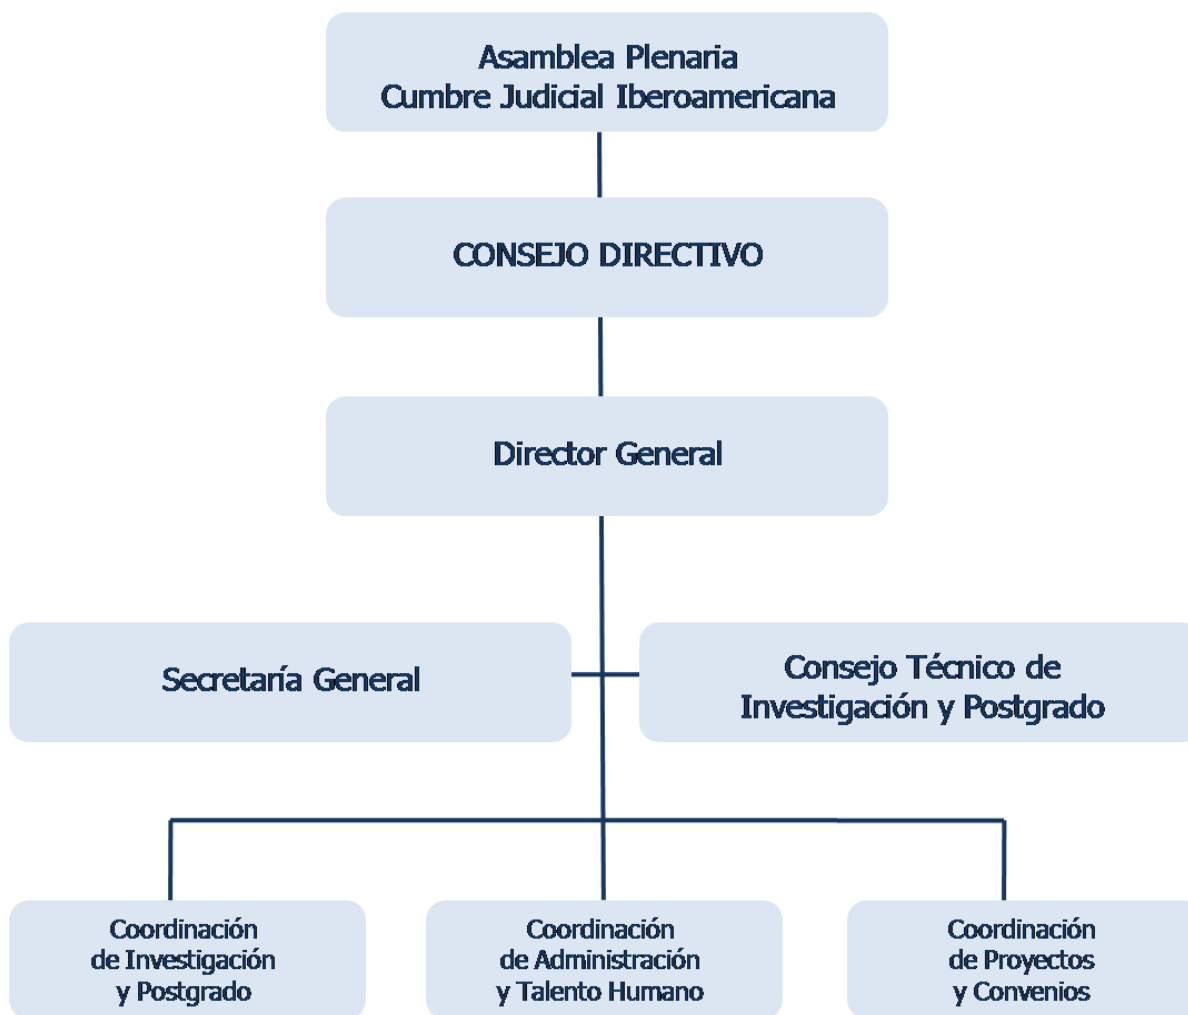 Asamblea Plenaria
Cumbre Judicial Iberoamericana
CONSEJO DIRECTIVO
Director General
Secretaría General
Consejo Técnico de
Investigación y Postgrado
Coordinación
de Investigación
y Postgrado
Coordinación
de Administración
y Talento Humano
Coordinación
de Proyectos
y Convenios